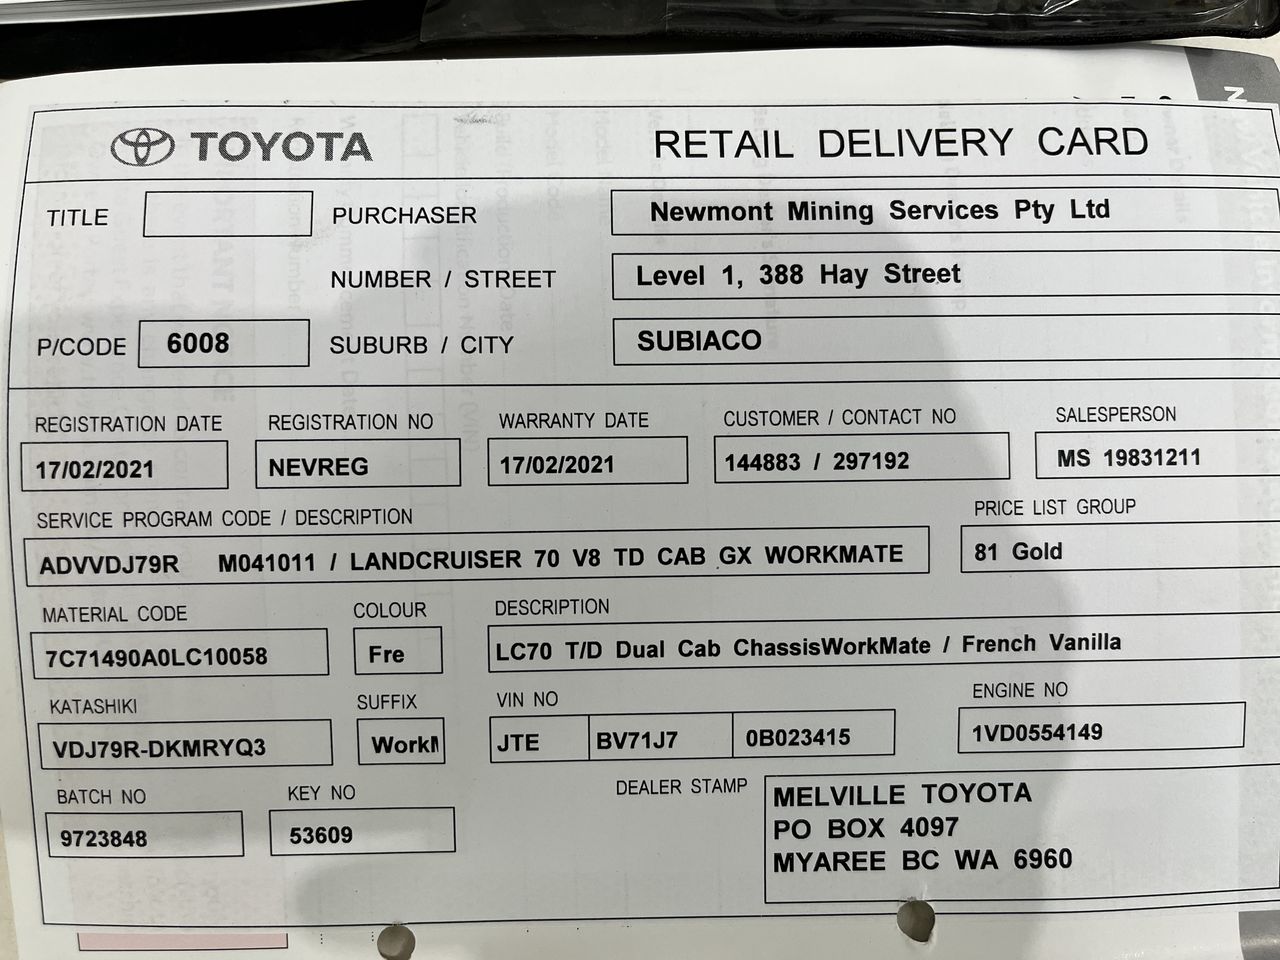 TOYOTA RETAIL DELIVERY CARD
TITLE PURCHASER Newmont Mining Services Pty Ltd
NUMBER / STREET Level 1, 388 Hay Street
P/CODE 6008 SUBURB / CITY SUBIACO
REGISTRATION DATE REGISTRATION NO WARRANTY DATE CUSTOMER / CONTACT NO SALESPERSON
17/02/2021 NEVREG 17/02/2021 144883 / 297192 MS 19831211
SERVICE PROGRAM CODE / DESCRIPTION PRICE LIST GROUP
ADVVDJ79R M041011 / LANDCRUISER 70 V8 TD CAB GX WORKMATE 81 Gold
MATERIAL CODE COLOUR DESCRIPTION
7C71490A0LC10058 Fre LC70 T/D Dual Cab ChassisWorkMate / French Vanilla
KATASHIKI SUFFIX VIN NO ENGINE NO
VDJ79R-DKMRYQ3 WorkM JTE BV71J7 0B023415 1VD0554149
BATCH NO KEY NO DEALER STAMP
9723848 53609 MELVILLE TOYOTA
PO BOX 4097
MYAREE BC WA 6960